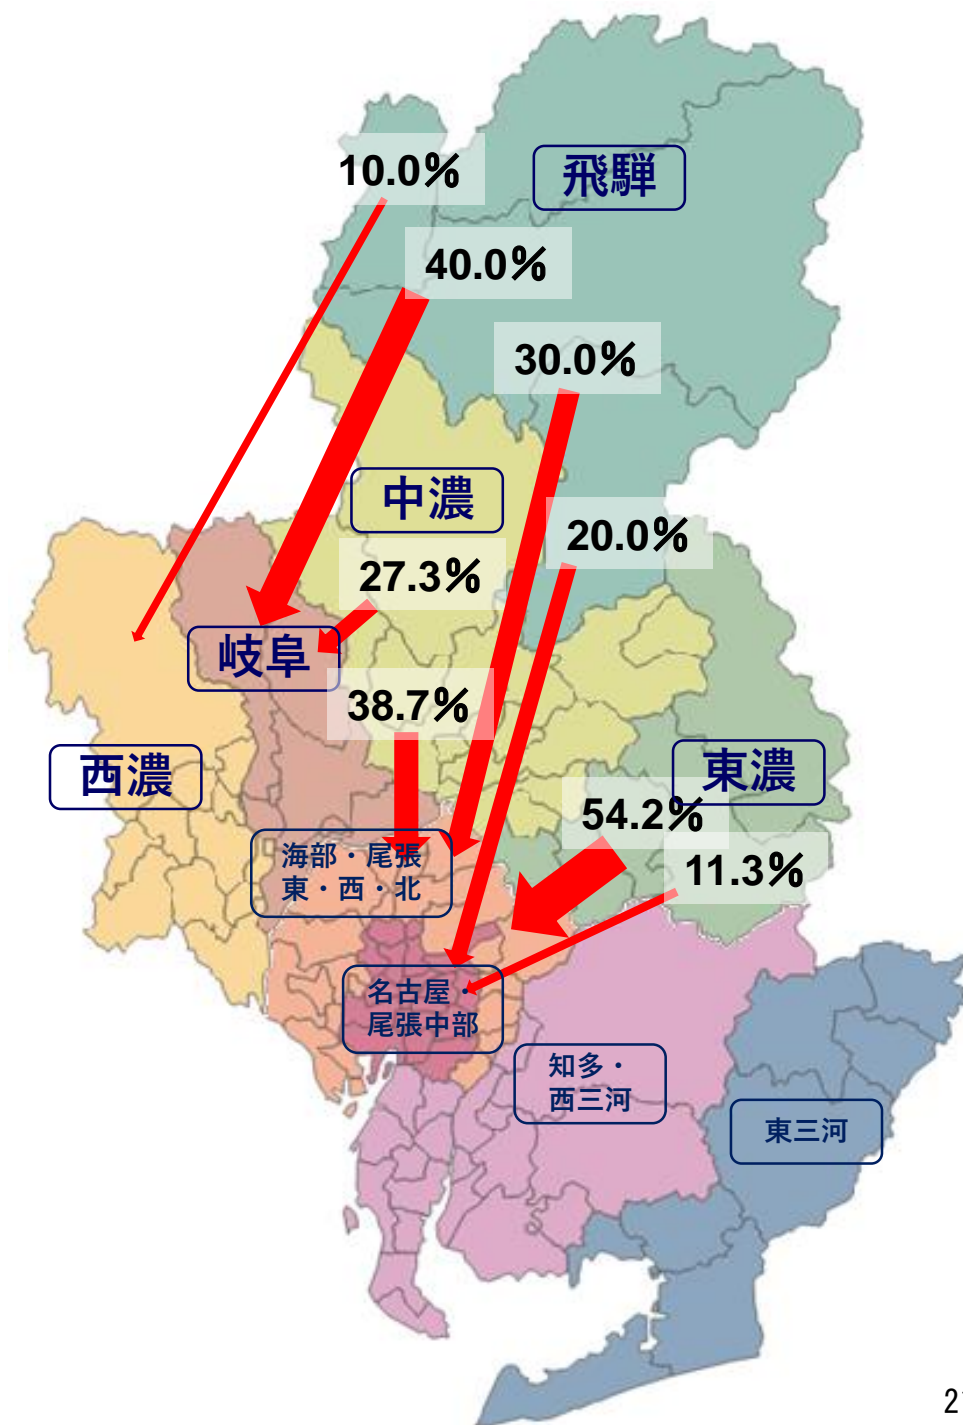 10.0%
飛騨
40.0%
30.0%
中濃
20.0%
27.3%
岐阜
38.7%
西濃
東濃
54.2%
海部・尾張
東・西・北
11.3%
名古屋・
尾張中部
知多・
西三河
東三河